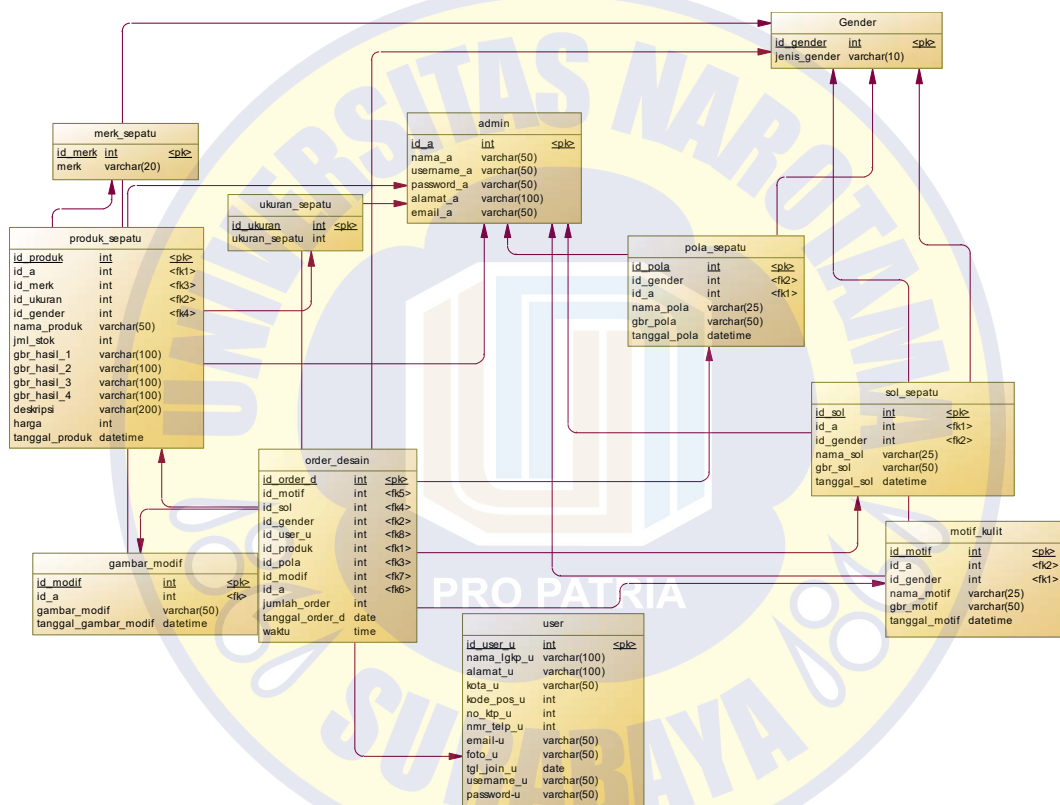 Gender
id_gender int <pk>
jenis_gender varchar(10)
merk_sepatu
id_merk int <pk>
merk varchar(20)
admin
id_a int <pk>
nama_a varchar(50)
username_a varchar(50)
password_a varchar(50)
alamat_a varchar(100)
email_a varchar(50)
ukuran_sepatu
id_ukuran int <pk>
ukuran_sepatu int
produk_sepatu
id_produk int <pk>
id_a int <fk1>
id_merk int <fk3>
id_ukuran int <fk2>
id_gender int <fk4>
nama_produk varchar(50)
jml_stok int
gbr_hasil_1 varchar(100)
gbr_hasil_2 varchar(100)
gbr_hasil_3 varchar(100)
gbr_hasil_4 varchar(100)
deskripsi varchar(200)
harga int
tanggal_produk datetime
pola_sepatu
id_pola int <pk>
id_gender int <fk2>
id_a int <fk1>
nama_pola varchar(25)
gbr_pola varchar(50)
tanggal_pola datetime
sol_sepatu
id_sol int <pk>
id_a int <fk1>
id_gender int <fk2>
nama_sol varchar(25)
gbr_sol varchar(50)
tanggal_sol datetime
order_desain
id_order_d int <pk>
id_motif int <fk5>
id_sol int <fk4>
id_gender int <fk2>
id_user_u int <fk8>
id_produk int <fk1>
id_pola int <fk3>
id_modif int <fk7>
id_a int <fk6>
jumlah_order int
tanggal_order_d date
waktu time
motif_kulit
id_motif int <pk>
id_a int <fk2>
id_gender int <fk1>
nama_motif varchar(25)
gbr_motif varchar(50)
tanggal_motif datetime
gambar_modif
id_modif int <pk>
id_a int <fk>
gambar_modif varchar(50)
tanggal_gambar_modif datetime
user
id_user_u int <pk>
nama_lgkp_u varchar(100)
alamat_u varchar(100)
kota_u varchar(50)
kode_pos_u int
no_ktp_u int
nmr_telp_u int
email-u varchar(50)
foto_u varchar(50)
tgl_join_u date
username_u varchar(50)
password-u varchar(50)
UNIVERSITAS NAROTAMA
PRO PATRIA
SURABAYA